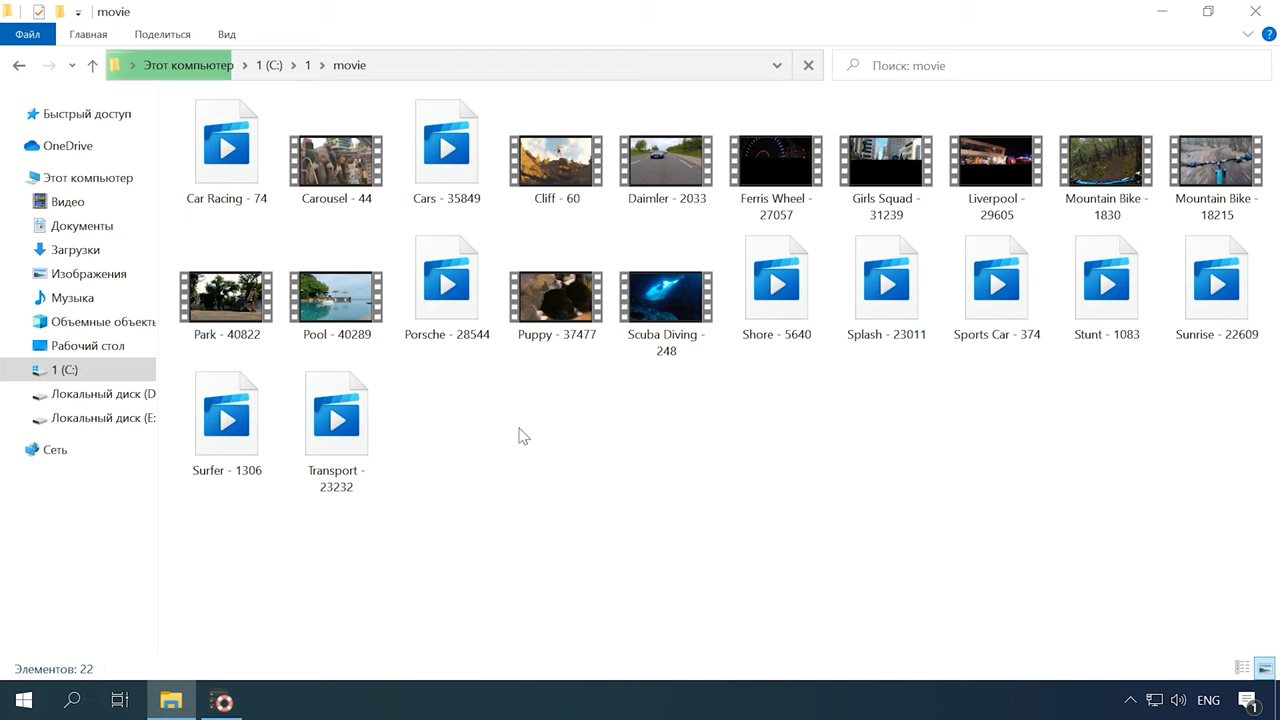 movie
Файл Главная Поделиться Вид
Этот компьютер 1 (C:) 1 movie
Поиск: movie
Быстрый доступ
OneDrive
Этот компьютер
Видео
Документы
Загрузки
Изображения
Музыка
Объемные объекть
Рабочий стол
1 (C:)
Локальный диск (D
Локальный диск (E:
Сеть
Car Racing - 74
Carousel - 44
Cars - 35849
Cliff - 60
Daimler - 2033
Ferris Wheel -
27057
Girls Squad -
31239
Liverpool -
29605
Mountain Bike -
1830
Mountain Bike -
18215
Park - 40822
Pool - 40289
Porsche - 28544
Puppy - 37477
Scuba Diving -
248
Shore - 5640
Splash - 23011
Sports Car - 374
Stunt - 1083
Sunrise - 22609
Surfer - 1306
Transport -
23232
Элементов: 22
ENG
1